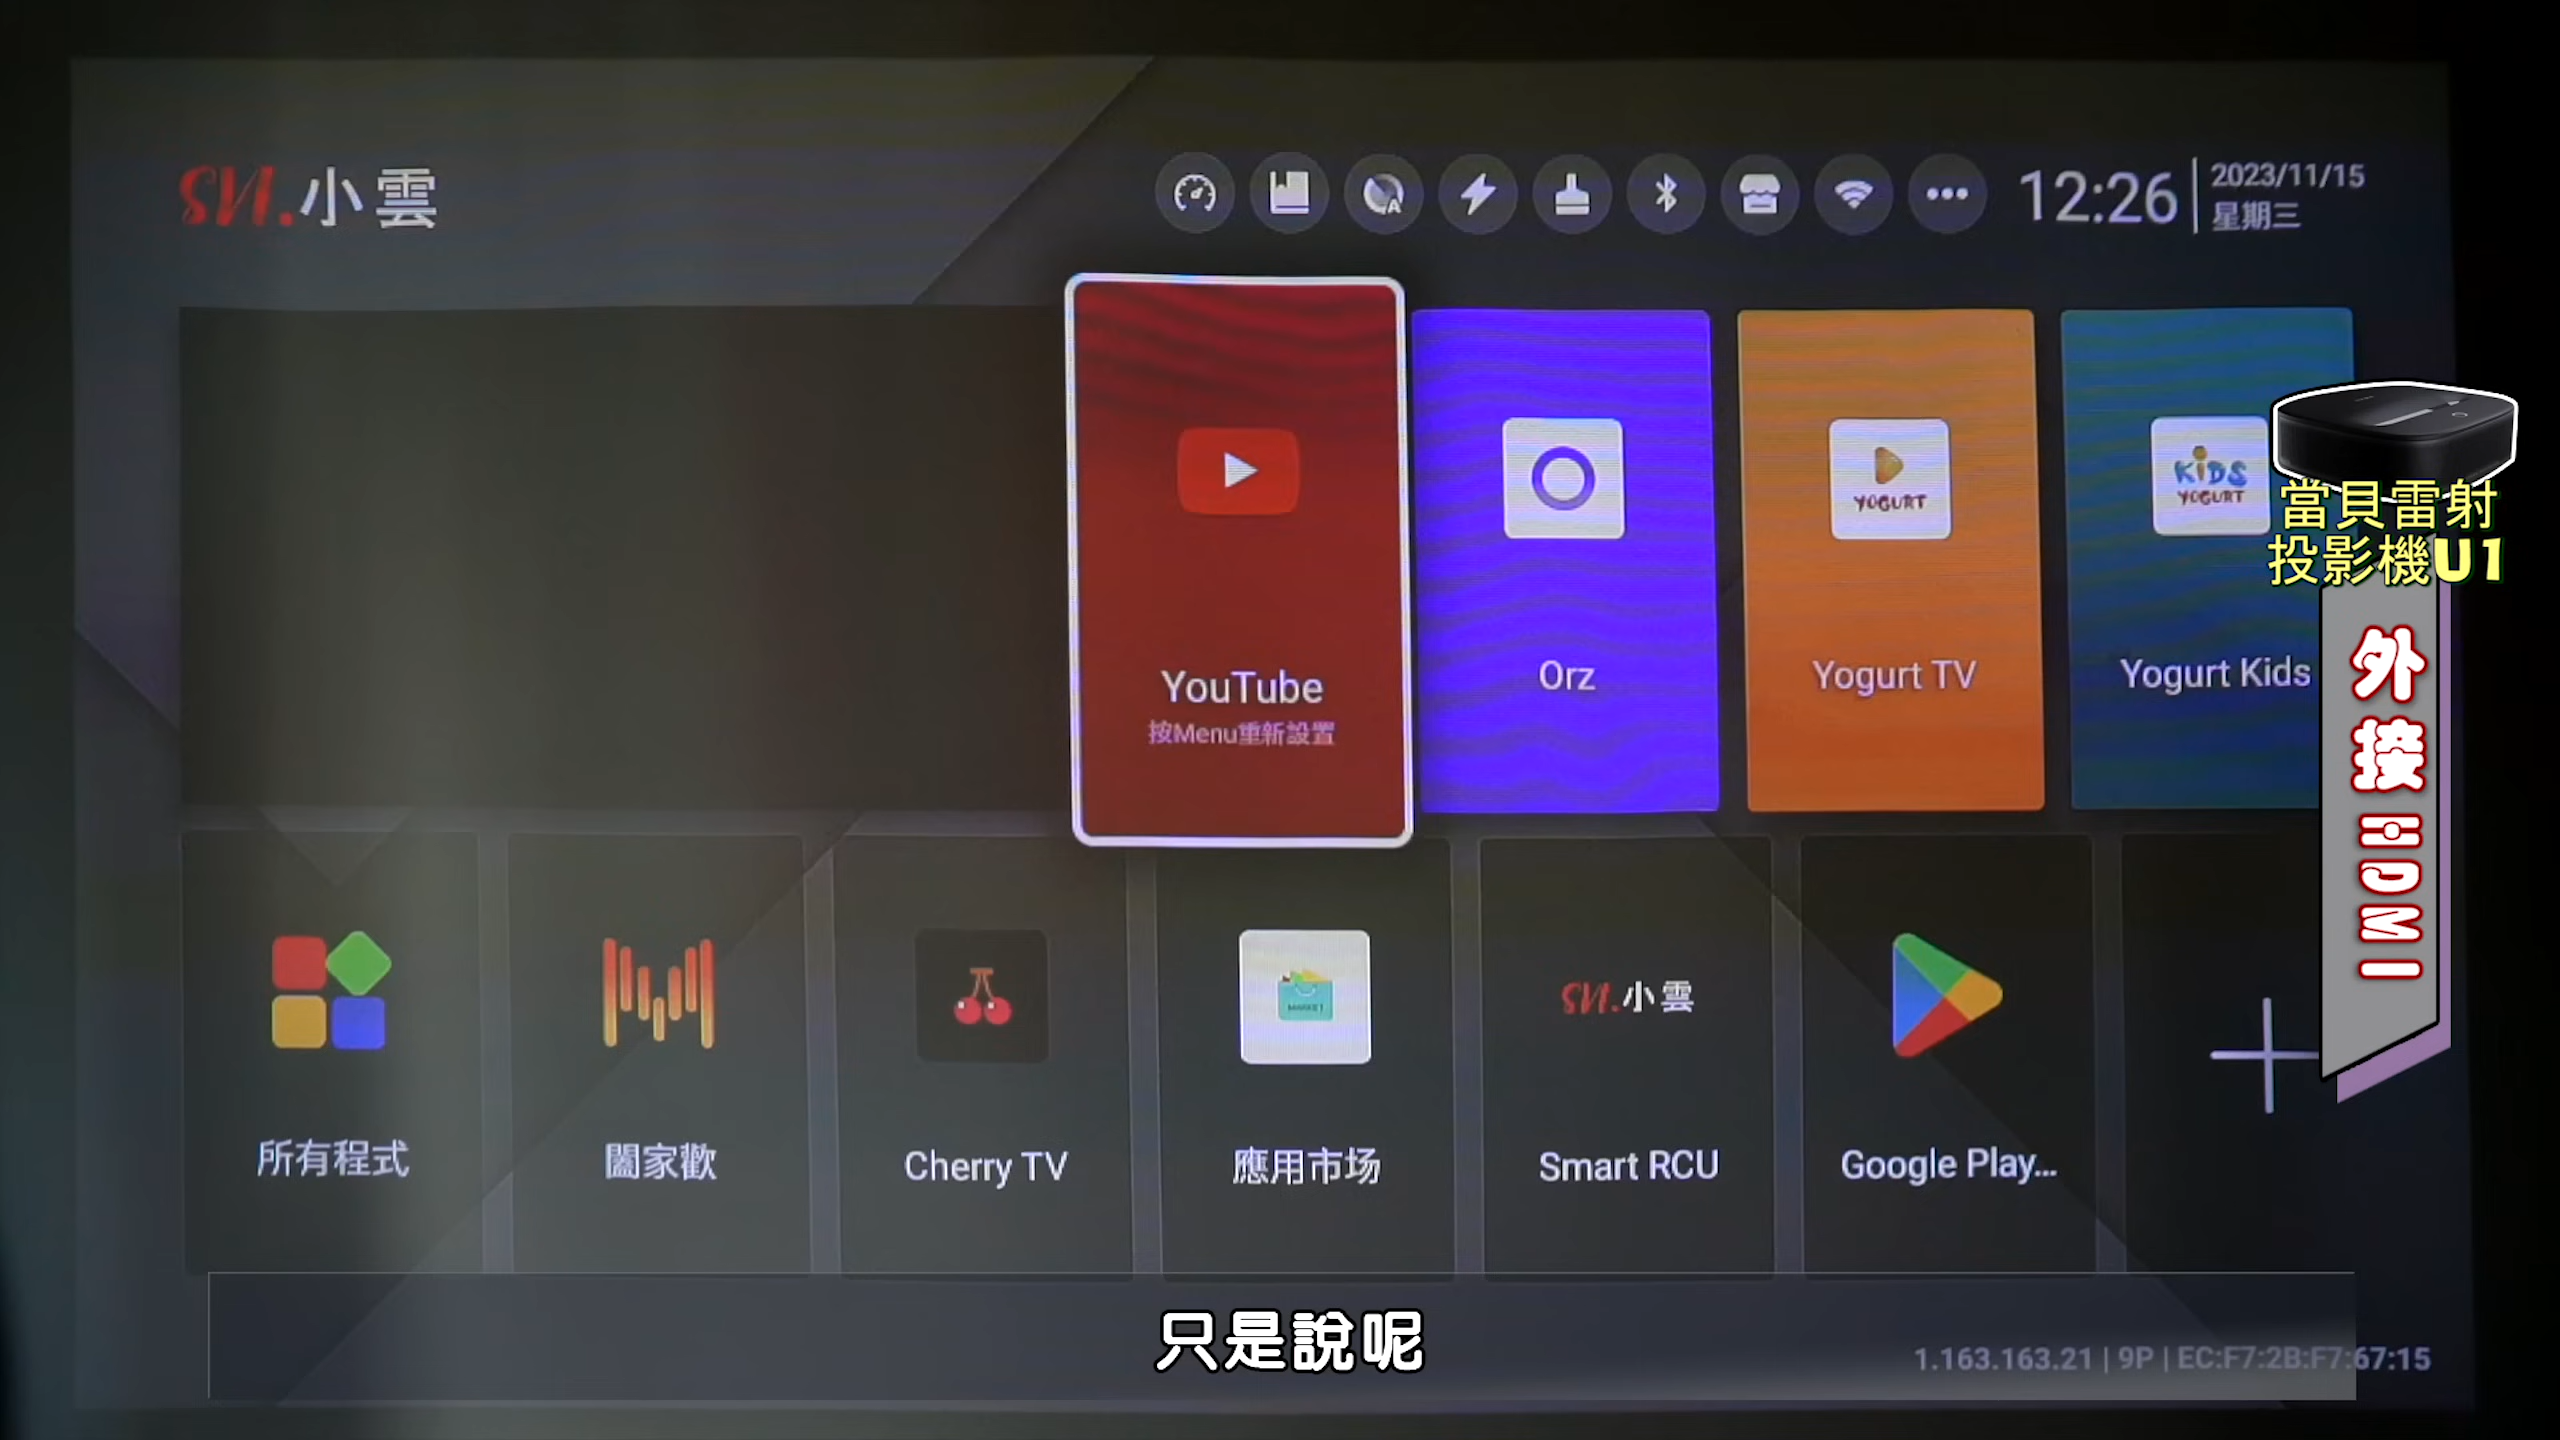 SVI.小雲
12:26
2023/11/15
星期三
YouTube
按Menu重新設置
Orz
YOGURT
Yogurt TV
KiDS
YOGURT
Yogurt Kids
當貝雷射
投影機U1
外接HDMI
所有程式
闔家歡
Cherry TV
MARKET
應用市场
SVI.小雲
Smart RCU
Google Play...
只是說呢
1.163.163.21 | 9P | EC:F7:2B:F7:67:15